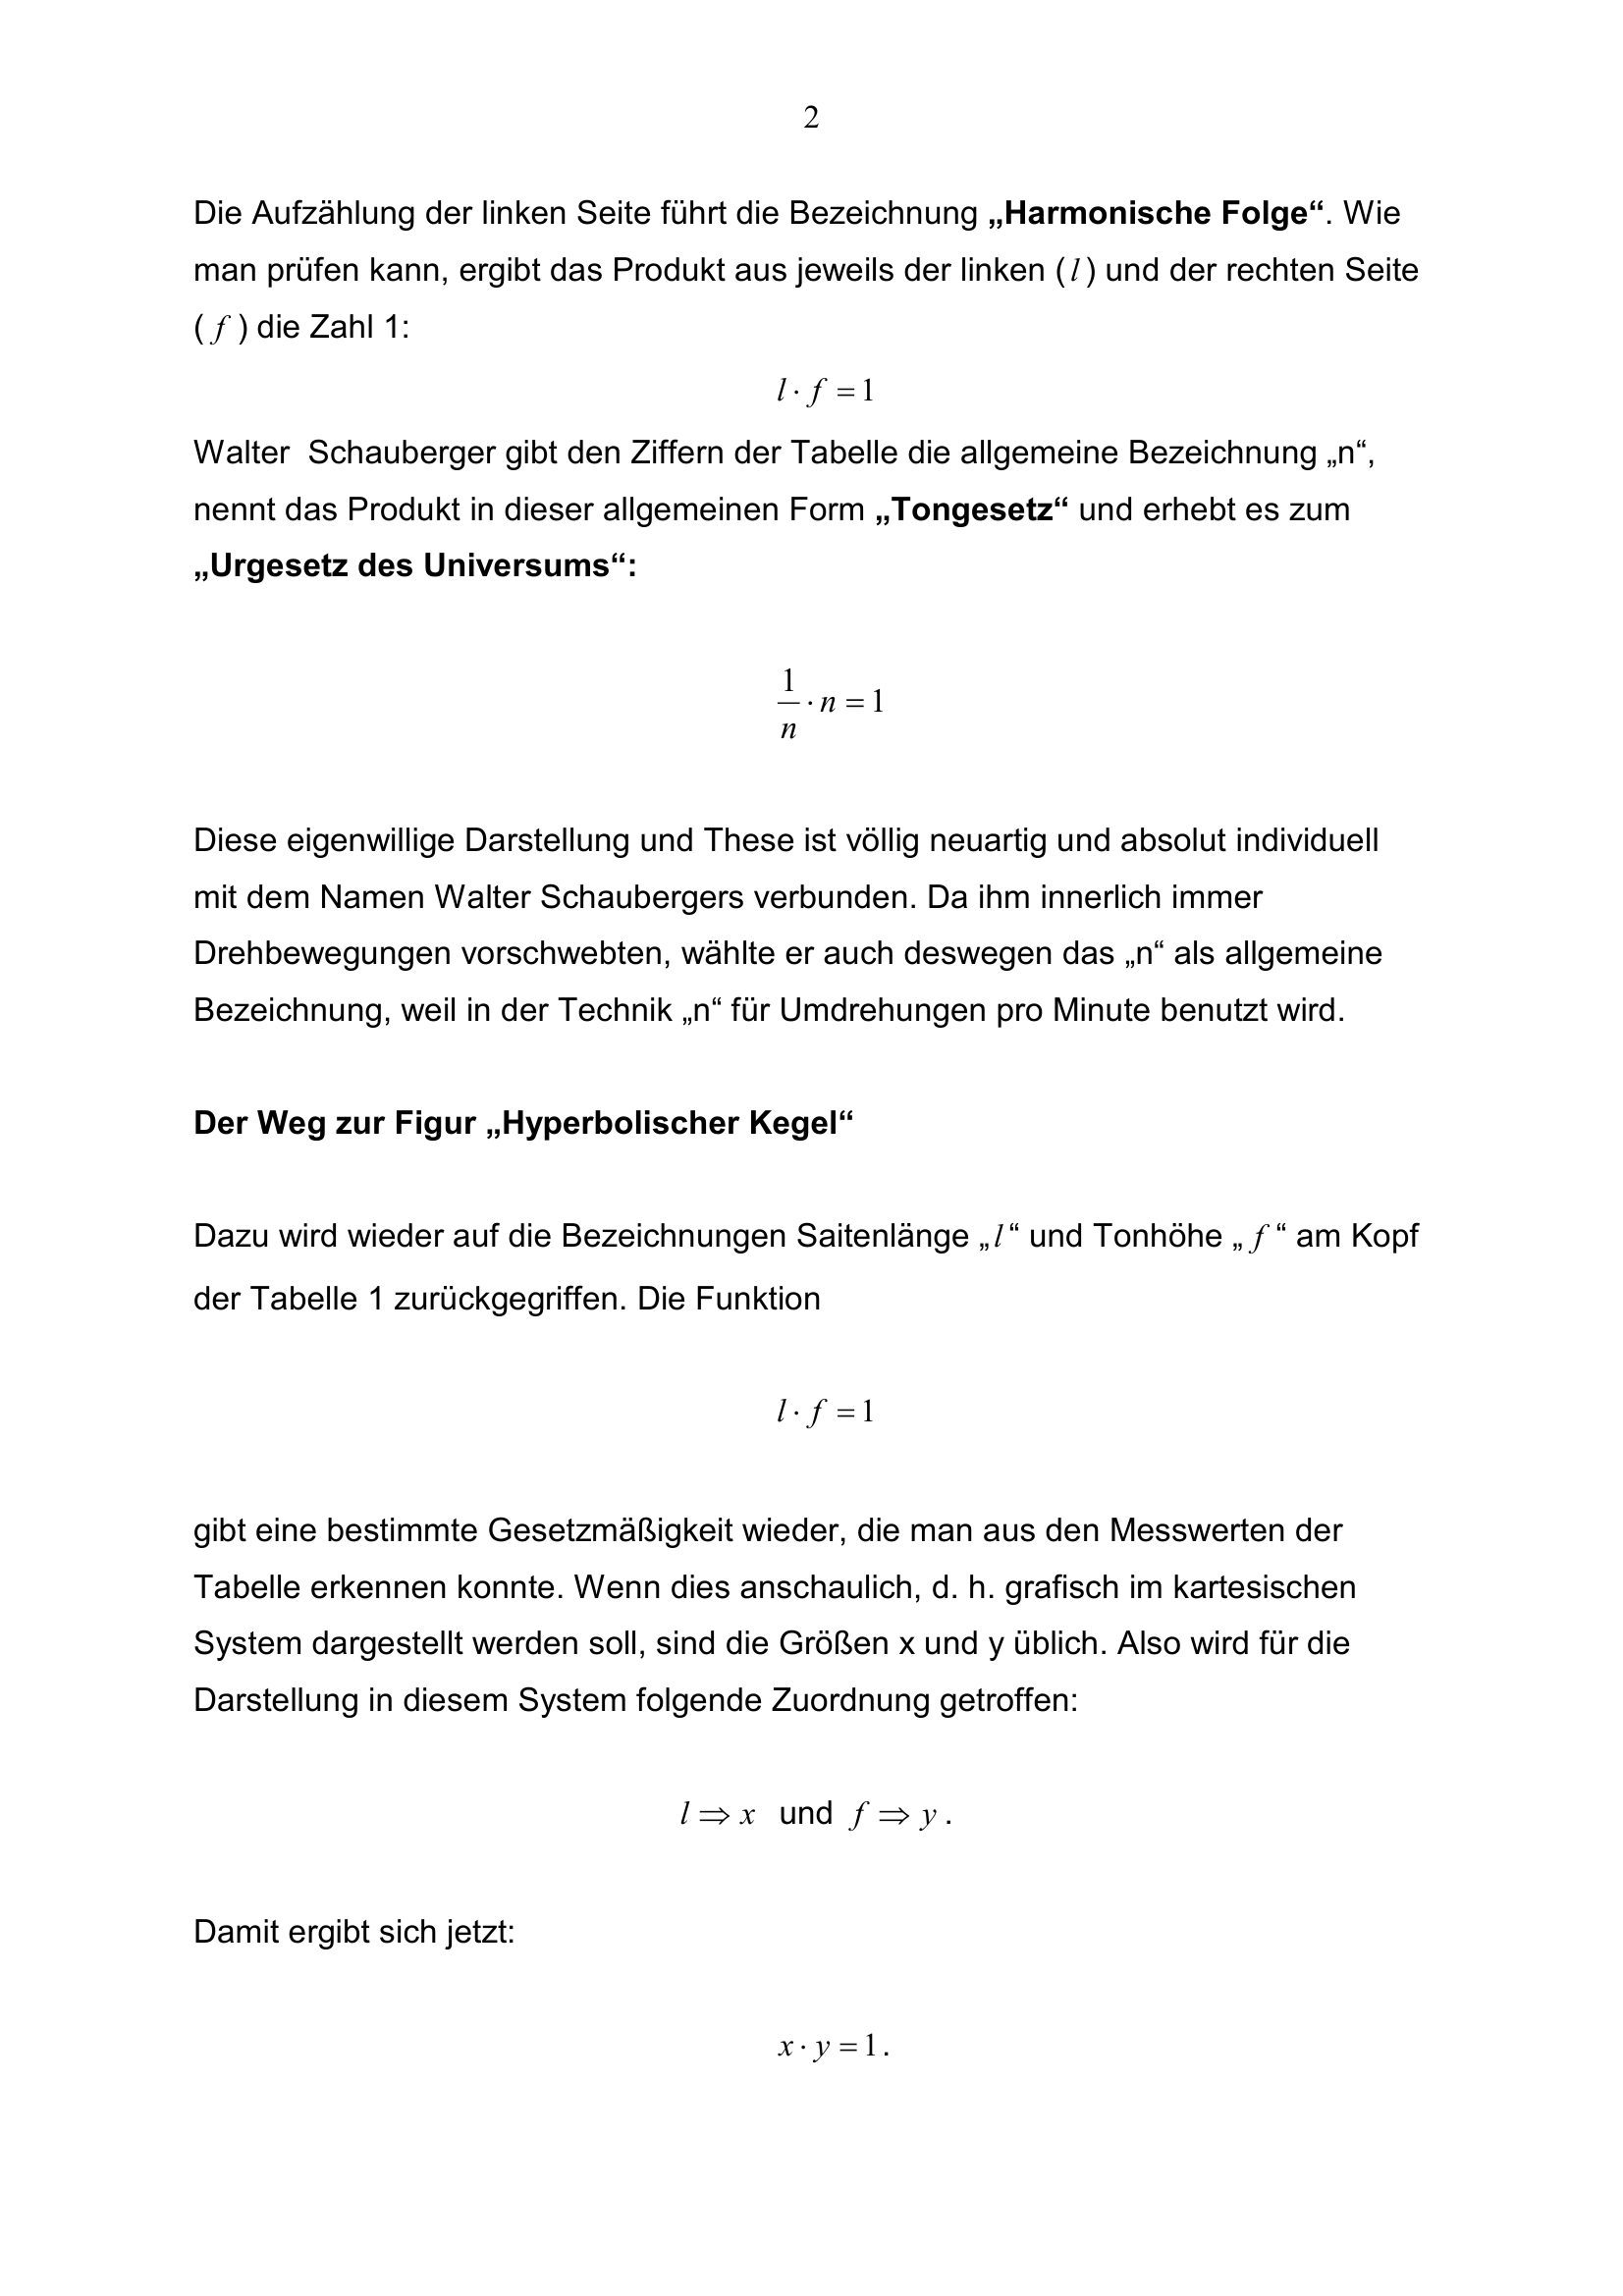 2
Die Aufzählung der linken Seite führt die Bezeichnung „Harmonische Folge“. Wie
man prüfen kann, ergibt das Produkt aus jeweils der linken (l) und der rechten Seite
( f ) die Zahl 1:
l · f = 1
Walter  Schauberger gibt den Ziffern der Tabelle die allgemeine Bezeichnung „n“,
nennt das Produkt in dieser allgemeinen Form „Tongesetz“ und erhebt es zum
„Urgesetz des Universums“:
1/n · n = 1
Diese eigenwillige Darstellung und These ist völlig neuartig und absolut individuell
mit dem Namen Walter Schaubergers verbunden. Da ihm innerlich immer
Drehbewegungen vorschwebten, wählte er auch deswegen das „n“ als allgemeine
Bezeichnung, weil in der Technik „n“ für Umdrehungen pro Minute benutzt wird.
Der Weg zur Figur „Hyperbolischer Kegel“
Dazu wird wieder auf die Bezeichnungen Saitenlänge „l“ und Tonhöhe „ f “ am Kopf
der Tabelle 1 zurückgegriffen. Die Funktion
l · f = 1
gibt eine bestimmte Gesetzmäßigkeit wieder, die man aus den Messwerten der
Tabelle erkennen konnte. Wenn dies anschaulich, d. h. grafisch im kartesischen
System dargestellt werden soll, sind die Größen x und y üblich. Also wird für die
Darstellung in diesem System folgende Zuordnung getroffen:
l ⇒ x  und  f ⇒ y .
Damit ergibt sich jetzt:
x · y = 1 .